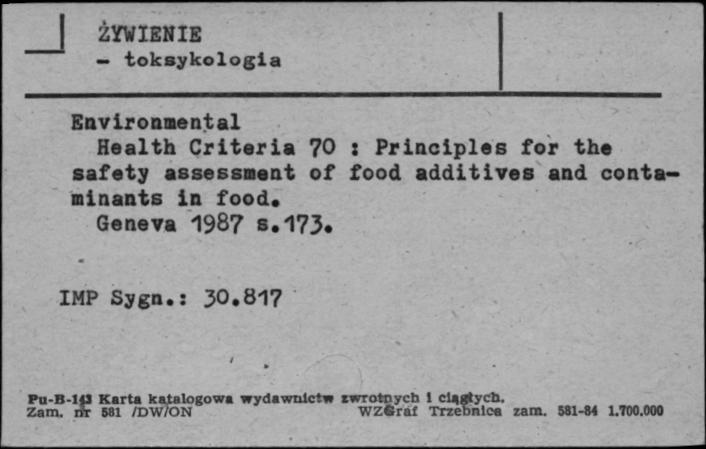 ŻYWIENIE
- toksykologia
Environmental
Health Criteria 70 : Principles for the
safety assessment of food additives and conta-
minants in food.
Geneva 1987 s.173.
IMP Sygn.: 30.817
Pu-B-143 Karta katalogowa wydawnictw zwrotnych i ciągłych.
Zam. nr 581 /DW/ON WZGraf Trzebnica zam. 581-84 1.700.000